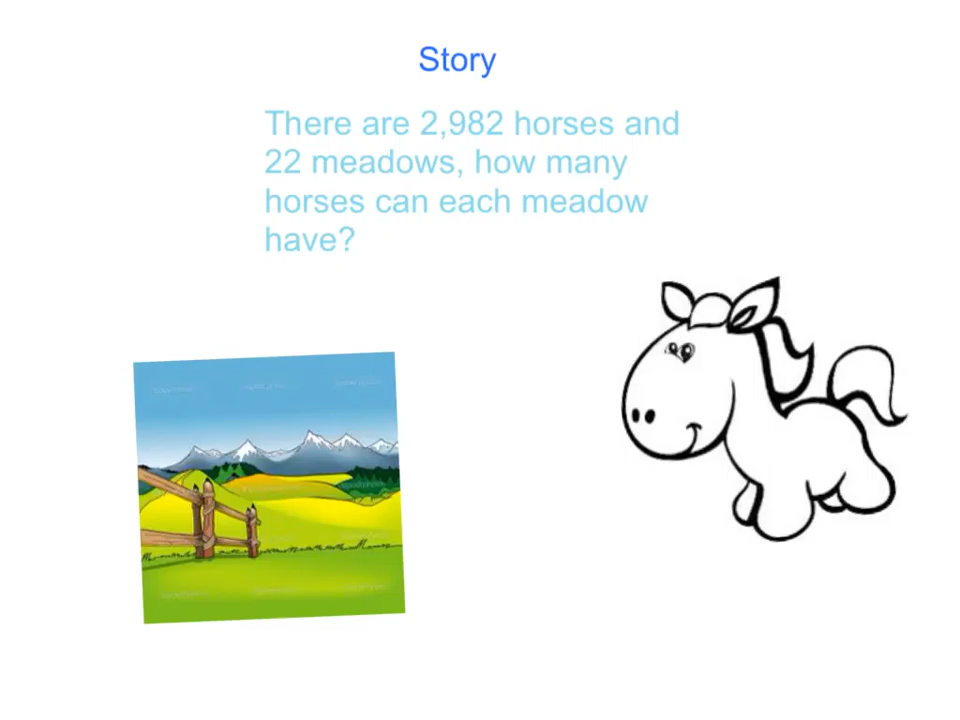 Story
There are 2,982 horses and
22 meadows, how many
horses can each meadow
have?